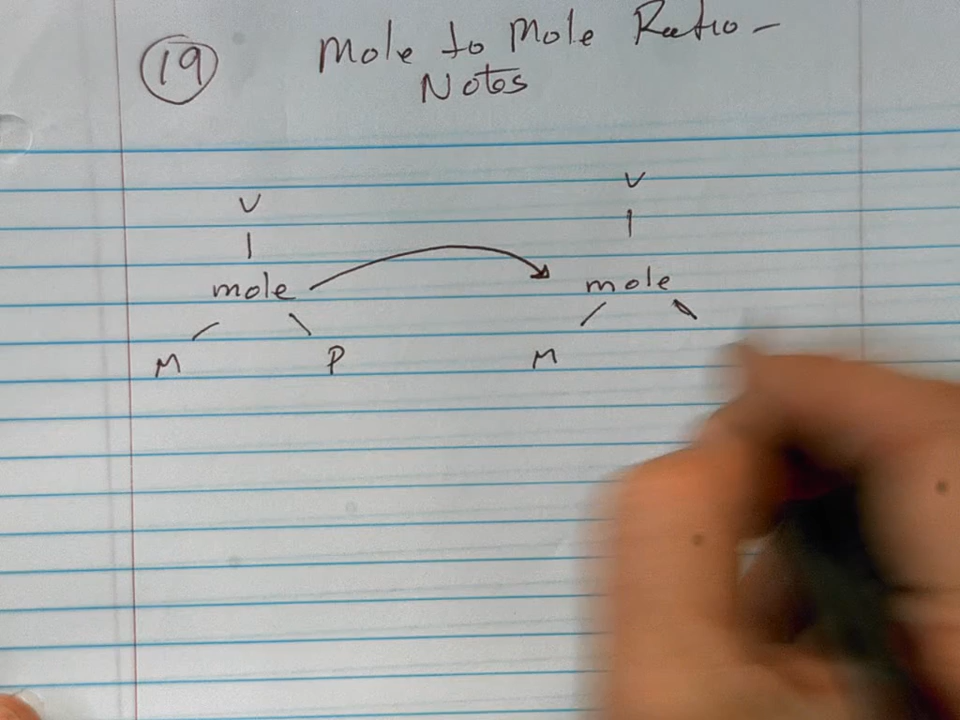 19 Mole to Mole Ratio -
Notes
V V
mole mole
M P M